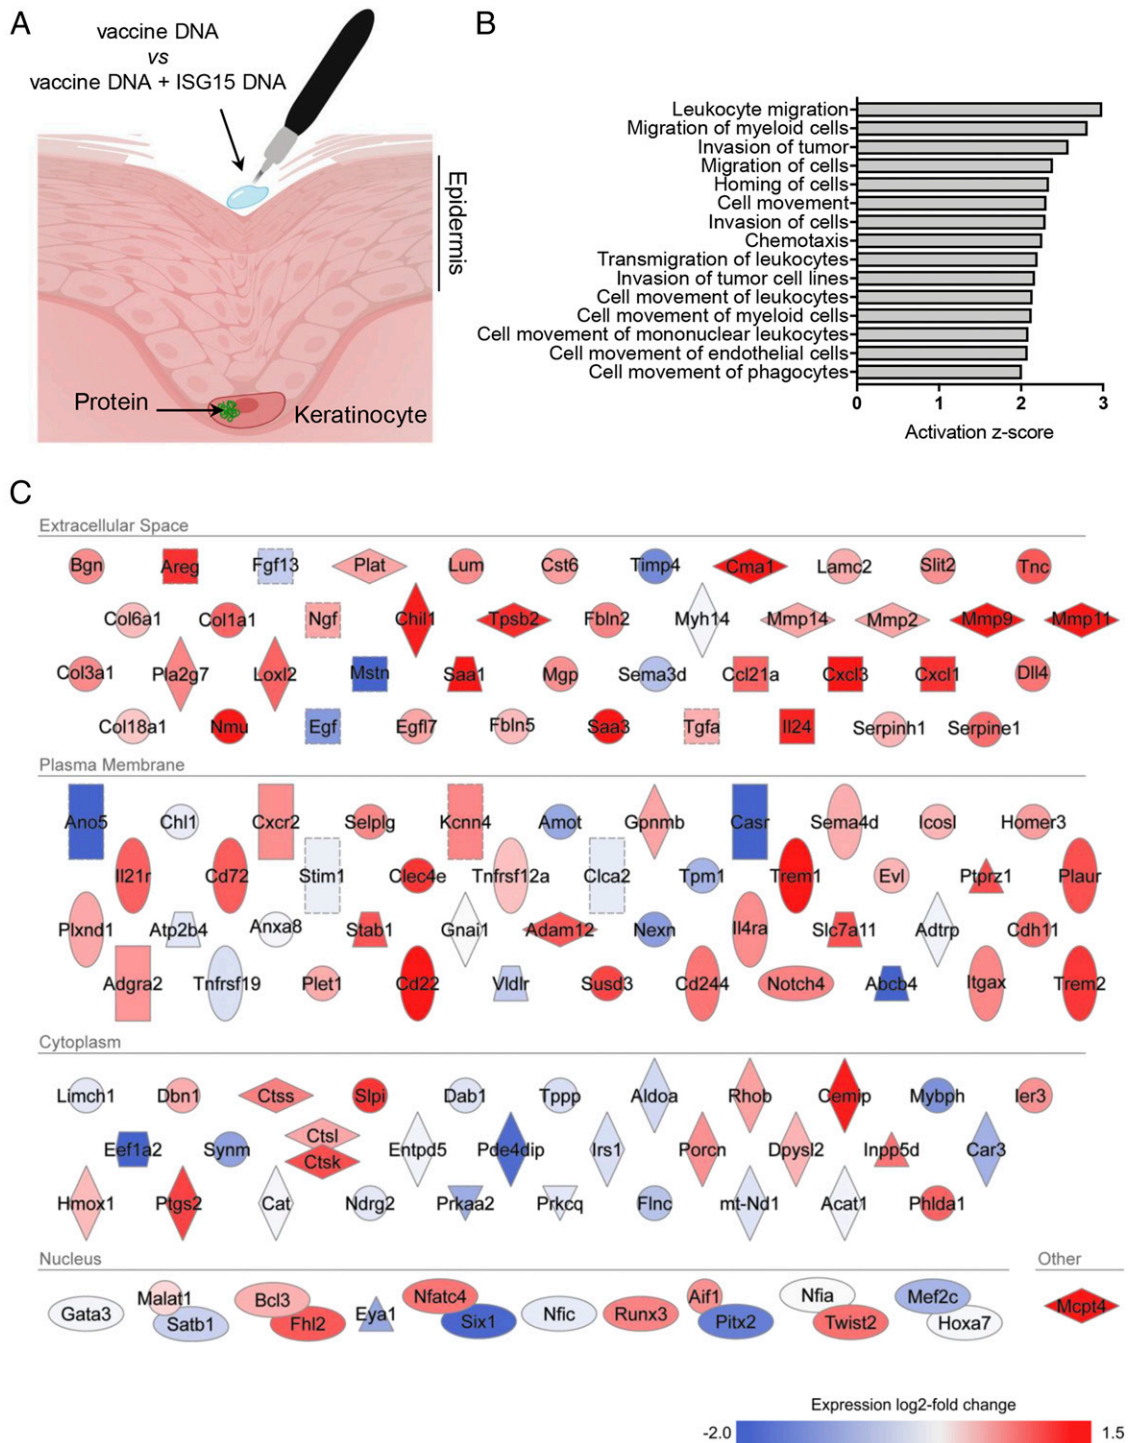 A
vaccine DNA
vs
vaccine DNA + ISG15 DNA
Epidermis
Protein
Keratinocyte
B
Leukocyte migration
Migration of myeloid cells
Invasion of tumor
Migration of cells
Homing of cells
Cell movement
Invasion of cells
Chemotaxis
Transmigration of leukocytes
Invasion of tumor cell lines
Cell movement of leukocytes
Cell movement of myeloid cells
Cell movement of mononuclear leukocytes
Cell movement of endothelial cells
Cell movement of phagocytes
0 1 2 3
Activation z-score
C
Extracellular Space
Bgn Areg Fgf13 Plat Lum Cst6 Timp4 Cma1 Lamc2 Slit2 Tnc
Col6a1 Col1a1 Ngf Chil1 Tpsb2 Fbln2 Myh14 Mmp14 Mmp2 Mmp9 Mmp11
Col3a1 Pla2g7 Loxl2 Mstn Saa1 Mgp Sema3d Ccl21a Cxcl3 Cxcl1 Dll4
Col18a1 Nmu Egf Egfl7 Fbln5 Saa3 Tgfa Il24 Serpinh1 Serpine1
Plasma Membrane
Ano5 Chl1 Cxcr2 Selplg Kcnn4 Amot Gpnmb Casr Sema4d Icosl Homer3
Il21r Cd72 Stim1 Clec4e Tnfrsf12a Clca2 Tpm1 Trem1 Evl Ptprz1 Plaur
Plxnd1 Atp2b4 Anxa8 Stab1 Gnai1 Adam12 Nexn Il4ra Slc7a11 Adtrp Cdh11
Adgra2 Tnfrsf19 Plet1 Cd22 Vldlr Susd3 Cd244 Notch4 Abcb4 Itgax Trem2
Cytoplasm
Limch1 Dbn1 Ctss Slpi Dab1 Tppp Aldoa Rhob Cemip Mybph Ier3
Eef1a2 Synm Ctsl Entpd5 Pde4dip Irs1 Porcn Dpysl2 Inpp5d Car3
Ctsk
Hmox1 Ptgs2 Cat Ndrg2 Prkaa2 Prkcq Flnc mt-Nd1 Acat1 Phlda1
Nucleus
Other
Malat1 Bcl3 Nfatc4 Aif1 Nfia Mef2c
Gata3 Satb1 Fhl2 Eya1 Six1 Nfic Runx3 Pitx2 Twist2 Hoxa7
Mcpt4
Expression log2-fold change
-2.0 1.5